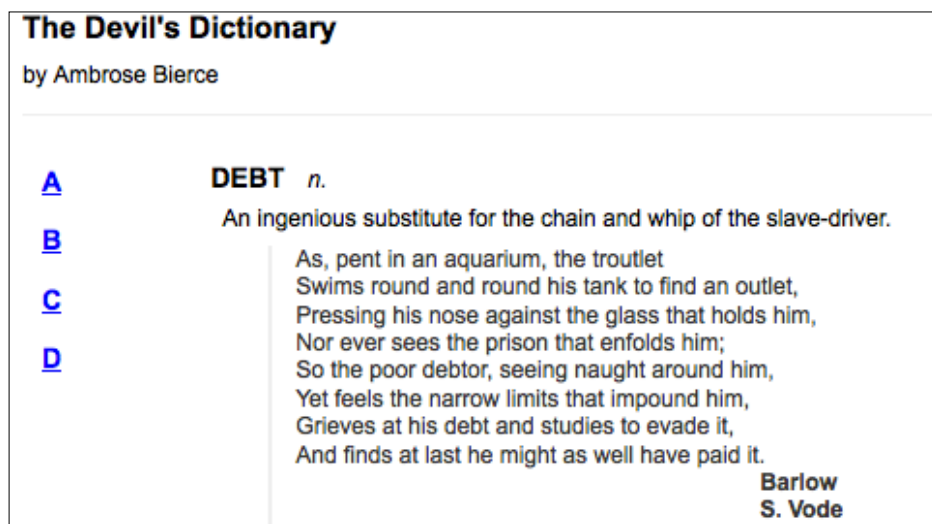 The Devil's Dictionary
by Ambrose Bierce
A
B
C
D
DEBT n.
An ingenious substitute for the chain and whip of the slave-driver.
As, pent in an aquarium, the troutlet
Swims round and round his tank to find an outlet,
Pressing his nose against the glass that holds him,
Nor ever sees the prison that enfolds him;
So the poor debtor, seeing naught around him,
Yet feels the narrow limits that impound him,
Grieves at his debt and studies to evade it,
And finds at last he might as well have paid it.
Barlow
S. Vode